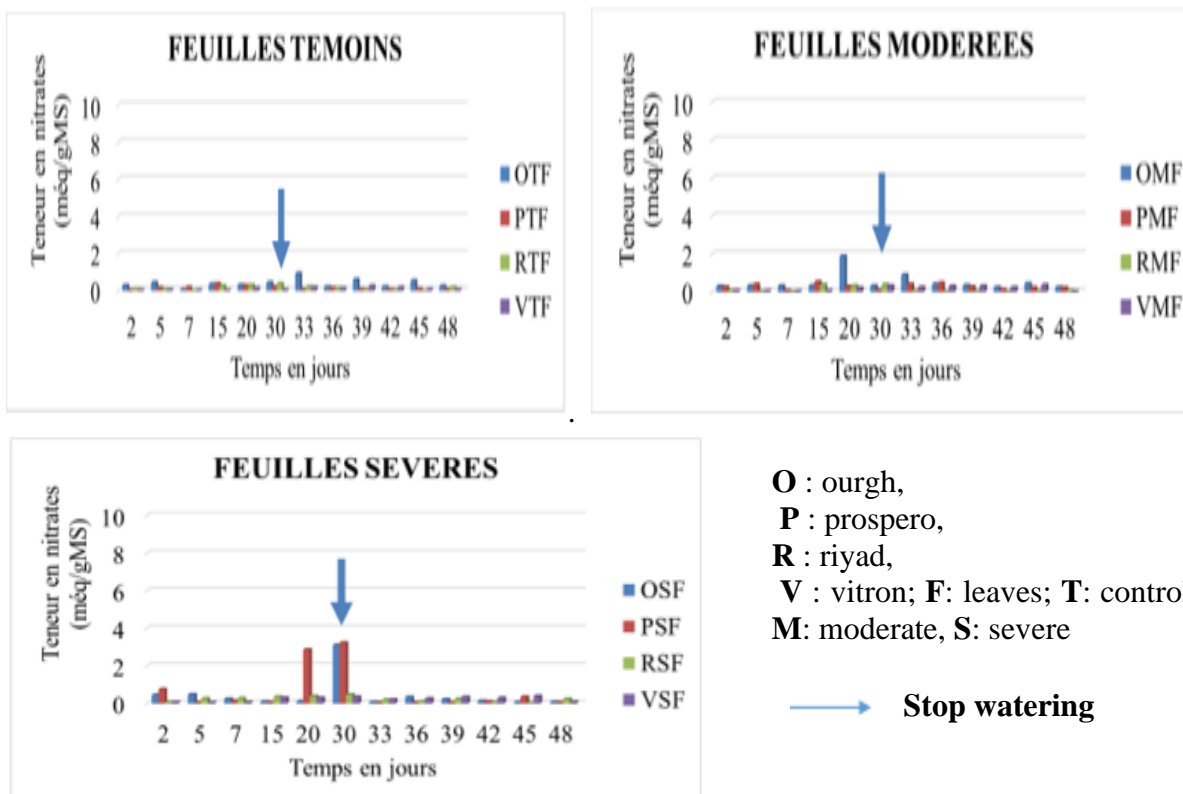 FEUILLES TEMOINS
Teneur en nitrates
(méq/gMS)
10
8
6
4
2
0
2 5 7 15 20 30 33 36 39 42 45 48
Temps en jours
OTF
PTF
RTF
VTF
FEUILLES MODEREES
Teneur en nitrates
(méq/gMS)
10
8
6
4
2
0
2 5 7 15 20 30 33 36 39 42 45 48
Temps en jours
OMF
PMF
RMF
VMF
.
FEUILLES SEVERES
Teneur en nitrates
(méq/gMS)
10
8
6
4
2
0
2 5 7 15 20 30 33 36 39 42 45 48
Temps en jours
OSF
PSF
RSF
VSF
O : ourgh,
P : prospero,
R : riyad,
V : vitron; F: leaves; T: control
M: moderate, S: severe
Stop watering